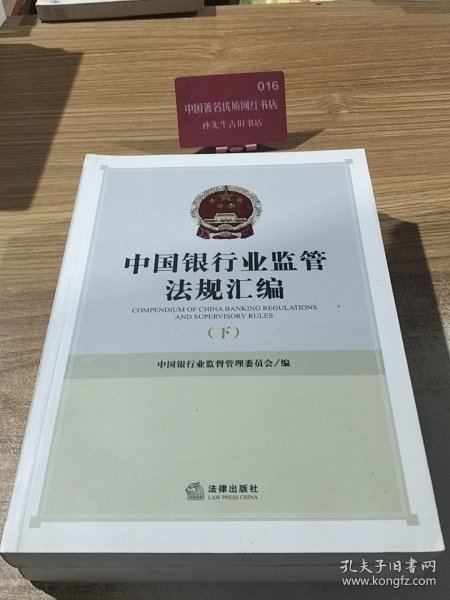 016
中国著名优质网红书店
孙先生古旧书店
中国银行业监管
法规汇编
COMPENDIUM OF CHINA BANKING REGULATIONS
AND SUPERVISORY RULES
（下）
中国银行业监督管理委员会/编
法律出版社
LAW PRESS·CHINA
孔夫子旧书网
www.kongfz.com